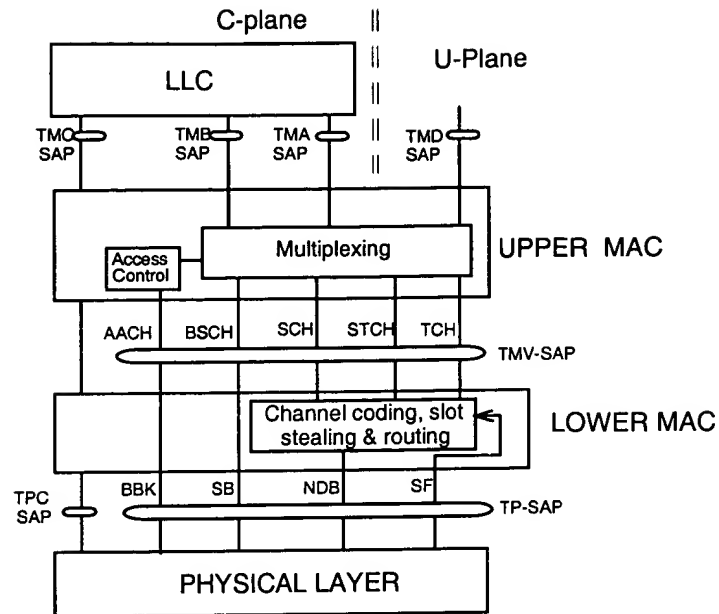 C-plane
U-Plane
LLC
TMC
SAP
TMB
SAP
TMA
SAP
TMD
SAP
Multiplexing
Access
Control
UPPER MAC
AACH
BSCH
SCH
STCH
TCH
TMV-SAP
Channel coding, slot
stealing & routing
LOWER MAC
TPC
SAP
BBK
SB
NDB
SF
TP-SAP
PHYSICAL LAYER